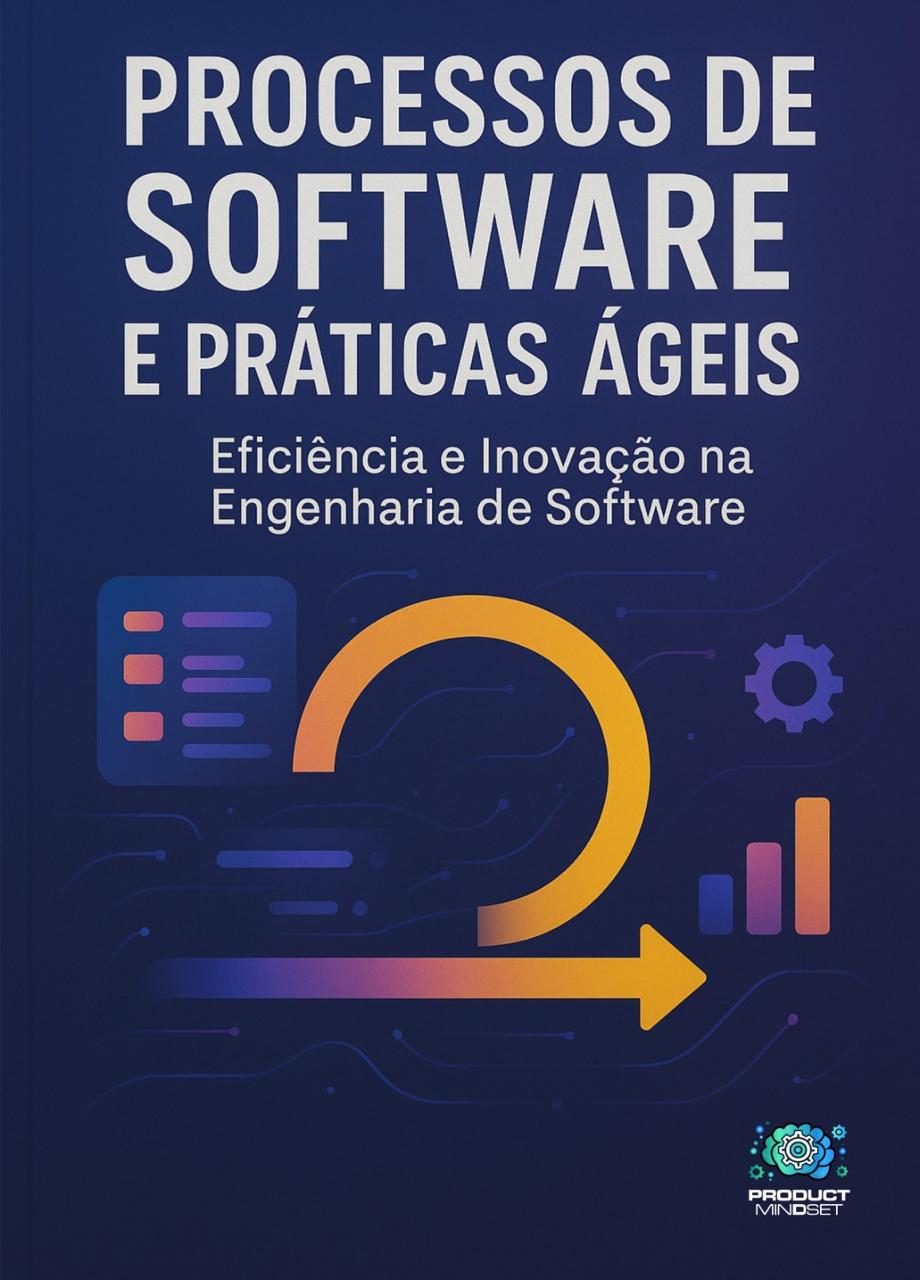 PROCESSOS DE
SOFTWARE
E PRÁTICAS ÁGEIS
Eficiência e Inovação na
Engenharia de Software
PRODUCT
MINDSET